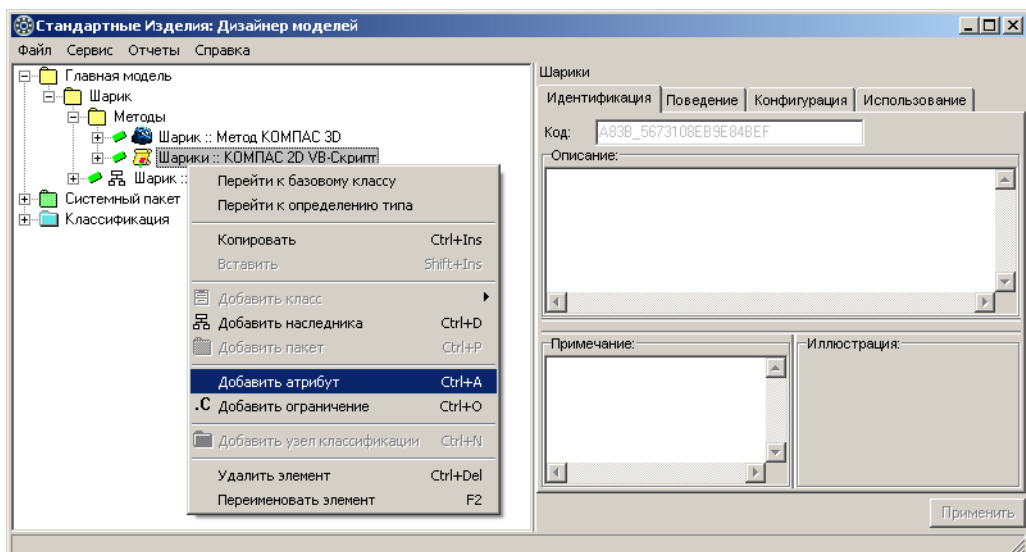 Стандартные Изделия: Дизайнер моделей
Файл Сервис Отчеты Справка
Главная модель
Шарик
Методы
Шарик :: Метод КОМПАС 3D
Шарики :: КОМПАС 2D VB-Скрипт
Шарик ::
Системный пакет
Классификация
Перейти к базовому классу
Перейти к определению типа
Копировать Ctrl+Ins
Вставить Shift+Ins
Добавить класс
Добавить наследника Ctrl+D
Добавить пакет Ctrl+P
Добавить атрибут Ctrl+A
.C Добавить ограничение Ctrl+O
Добавить узел классификации Ctrl+N
Удалить элемент Ctrl+Del
Переименовать элемент F2
Шарики
Идентификация Поведение Конфигурация Использование
Код: A83B_5673108EB9E84BEF
Описание:
Примечание:
Иллюстрация:
Применить